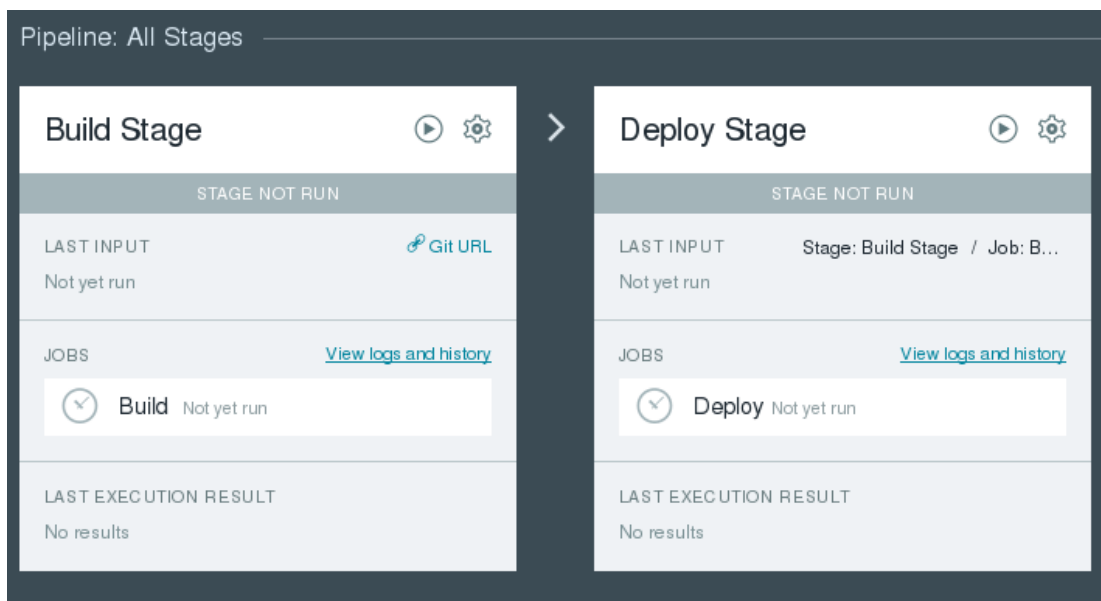 Pipeline: All Stages
Build Stage
STAGE NOT RUN
LAST INPUT Git URL
Not yet run
JOBS View logs and history
Build Not yet run
LAST EXECUTION RESULT
No results
Deploy Stage
STAGE NOT RUN
LAST INPUT Stage: Build Stage / Job: B...
Not yet run
JOBS View logs and history
Deploy Not yet run
LAST EXECUTION RESULT
No results